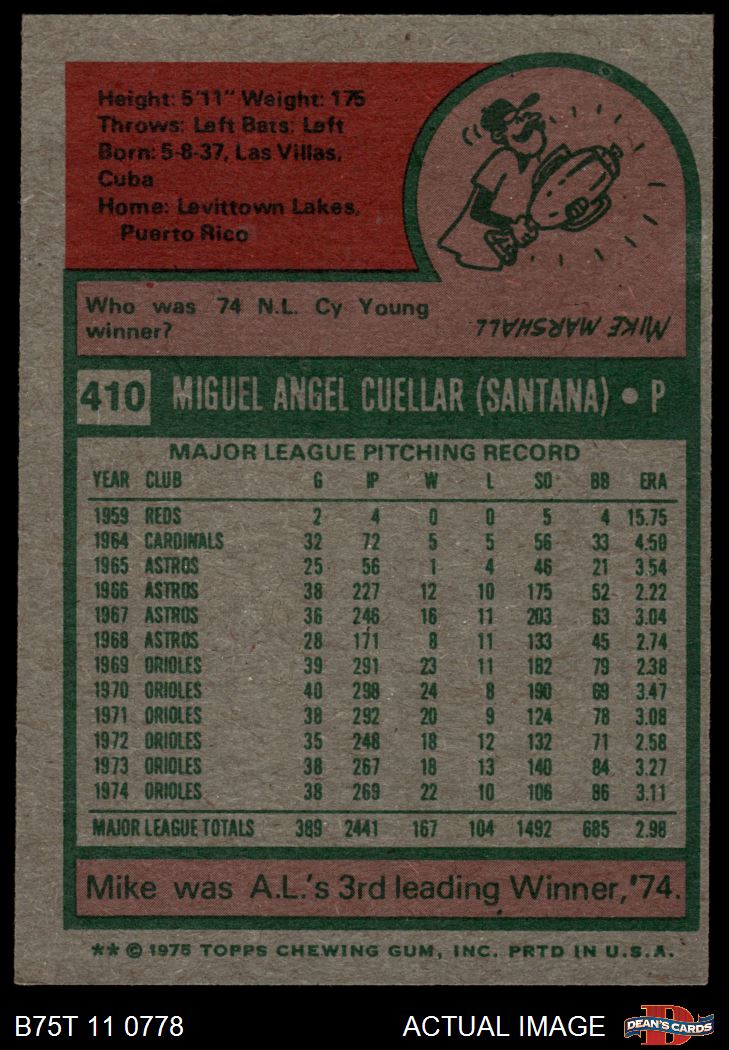 Height: 5'11" Weight: 175
Throws: Left Bats: Left
Born: 5-8-37, Las Villas,
Cuba
Home: Levittown Lakes,
Puerto Rico
Who was 74 N.L. Cy Young
winner?
MIKE MARSHALL
410 MIGUEL ANGEL CUELLAR (SANTANA) • P
MAJOR LEAGUE PITCHING RECORD
YEAR CLUB G IP W L SO BB ERA
1959 REDS 2 4 0 0 5 4 15.75
1964 CARDINALS 32 72 5 5 56 33 4.50
1965 ASTROS 25 56 1 4 46 21 3.54
1966 ASTROS 38 227 12 10 175 52 2.22
1967 ASTROS 36 246 16 11 203 63 3.04
1968 ASTROS 28 171 8 11 133 45 2.74
1969 ORIOLES 39 291 23 11 182 79 2.38
1970 ORIOLES 40 298 24 8 190 69 3.47
1971 ORIOLES 38 292 20 9 124 78 3.08
1972 ORIOLES 35 248 18 12 132 71 2.58
1973 ORIOLES 38 267 18 13 140 84 3.27
1974 ORIOLES 38 269 22 10 106 86 3.11
MAJOR LEAGUE TOTALS 389 2441 167 104 1492 685 2.98
Mike was A.L.'s 3rd leading Winner,'74.
** © 1975 TOPPS CHEWING GUM, INC. PRTD IN U.S.A.
B75T 11 0778 ACTUAL IMAGE DEAN'S CARDS